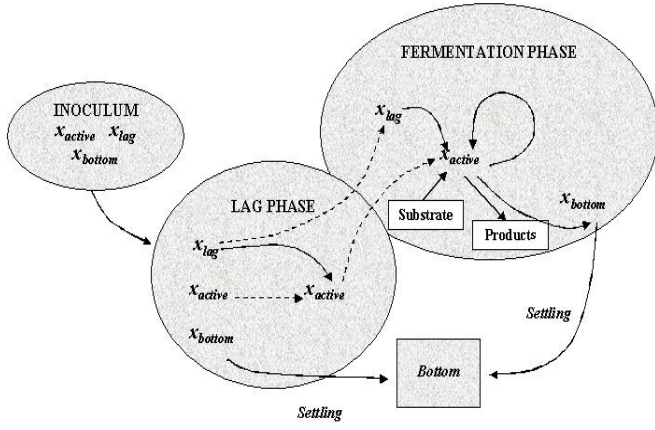 FERMENTATION PHASE
INOCULUM
x_active x_lag
x_bottom
x_lag
x_active
x_bottom
Substrate
Products
LAG PHASE
x_lag
x_active x_active
x_bottom
Settling
Bottom
Settling